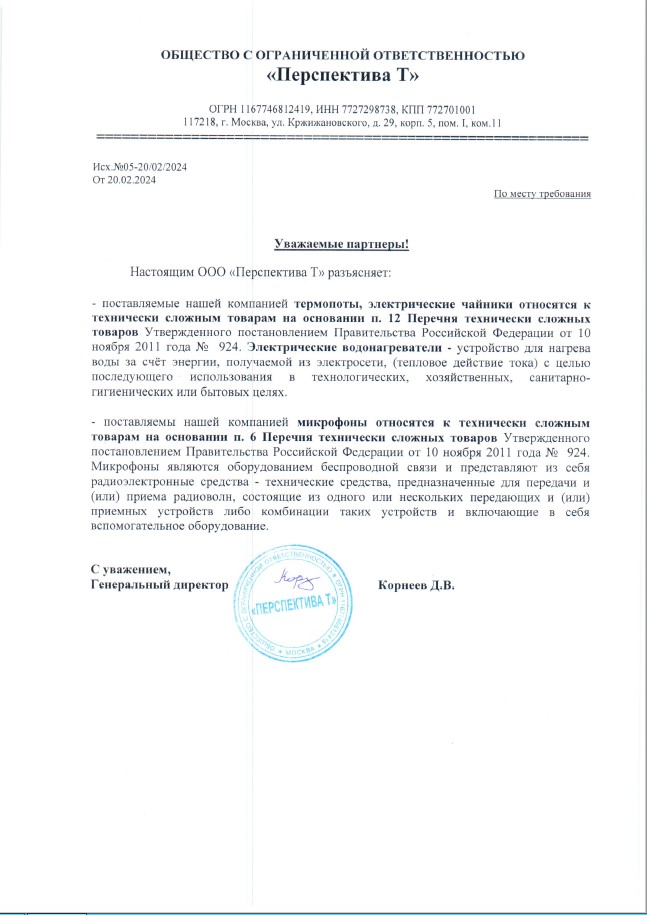 ОБЩЕСТВО С ОГРАНИЧЕННОЙ ОТВЕТСТВЕННОСТЬЮ
«Перспектива Т»
ОГРН 1167746812419, ИНН 7727298738, КПП 772701001
117218, г. Москва, ул. Кржижановского, д. 29, корп. 5, пом. I, ком.11
Исх.№05-20/02/2024
От 20.02.2024
По месту требования
Уважаемые партнеры!
Настоящим ООО «Перспектива Т» разъясняет:
- поставляемые нашей компанией термопоты, электрические чайники относятся к
технически сложным товарам на основании п. 12 Перечня технически сложных
товаров Утвержденного постановлением Правительства Российской Федерации от 10
ноября 2011 года № 924. Электрические водонагреватели - устройство для нагрева
воды за счёт энергии, получаемой из электросети, (тепловое действие тока) с целью
последующего использования в технологических, хозяйственных, санитарно-
гигиенических или бытовых целях.
- поставляемы нашей компанией микрофоны относятся к технически сложным
товарам на основании п. 6 Перечня технически сложных товаров Утвержденного
постановлением Правительства Российской Федерации от 10 ноября 2011 года № 924.
Микрофоны являются оборудованием беспроводной связи и представляют из себя
радиоэлектронные средства - технические средства, предназначенные для передачи и
(или) приема радиоволн, состоящие из одного или нескольких передающих и (или)
приемных устройств либо комбинации таких устройств и включающие в себя
вспомогательное оборудование.
С уважением,
Генеральный директор
Корнеев Д.В.
ОБЩЕСТВО С ОГРАНИЧЕННОЙ ОТВЕТСТВЕННОСТЬЮ
«ПЕРСПЕКТИВА Т»
МОСКВА